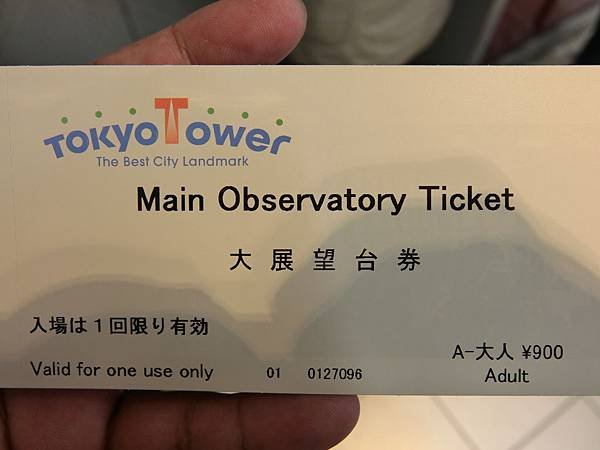 TOKYO TOWER
The Best City Landmark
Main Observatory Ticket
大展望台券
入場は1回限り有効
Valid for one use only
01 0127096
A-大人 ¥900
Adult